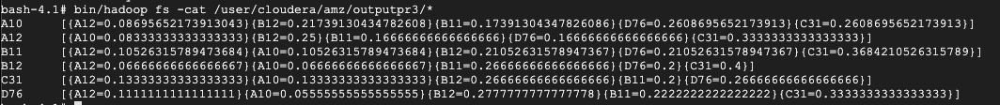 bash-4.1# bin/hadoop fs -cat /user/cloudera/amz/outputpr3/*
A10 [{A12=0.08695652173913043}{B12=0.21739130434782608}{B11=0.17391304347826086}{D76=0.2608695652173913}{C31=0.2608695652173913}]
A12 [{A10=0.08333333333333333}{B12=0.25}{B11=0.16666666666666666}{D76=0.16666666666666666}{C31=0.3333333333333333}]
B11 [{A12=0.10526315789473684}{A10=0.10526315789473684}{B12=0.21052631578947367}{D76=0.21052631578947367}{C31=0.3684210526315789}]
B12 [{A12=0.06666666666666667}{A10=0.06666666666666667}{B11=0.26666666666666666}{D76=0.2}{C31=0.4}]
C31 [{A12=0.13333333333333333}{A10=0.13333333333333333}{B12=0.26666666666666666}{B11=0.2}{D76=0.26666666666666666}]
D76 [{A12=0.1111111111111111}{A10=0.05555555555555555}{B12=0.2777777777777778}{B11=0.2222222222222222}{C31=0.3333333333333333}]